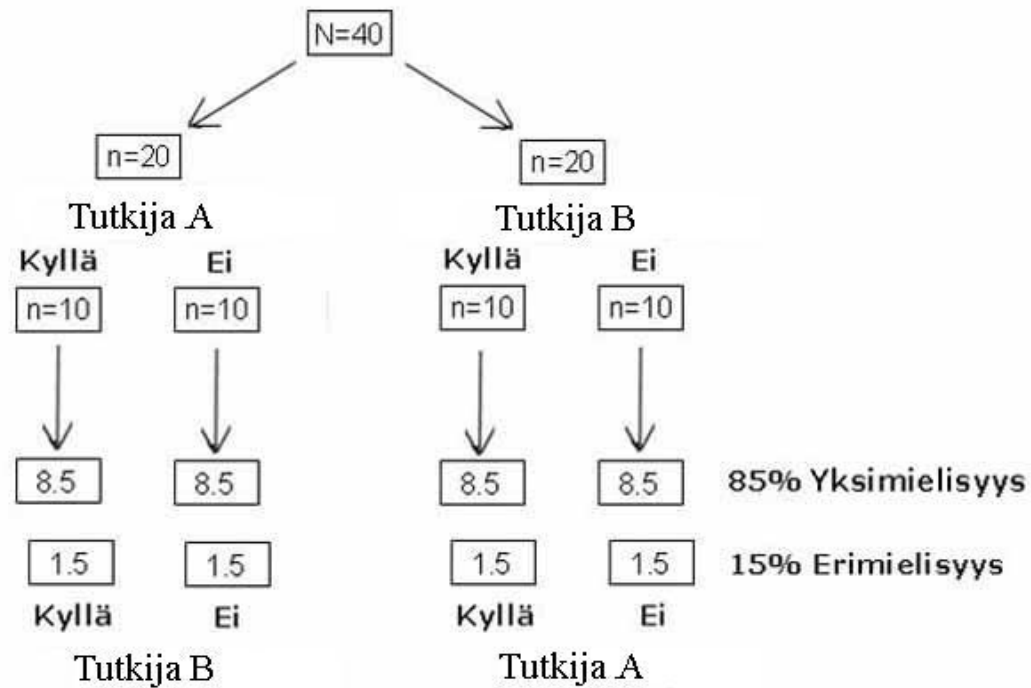 N=40
n=20 n=20
Tutkija A Tutkija B
Kyllä Ei Kyllä Ei
n=10 n=10 n=10 n=10
8.5 8.5 8.5 8.5 85% Yksimielisyys
1.5 1.5 1.5 1.5 15% Erimielisyys
Kyllä Ei Kyllä Ei
Tutkija B Tutkija A